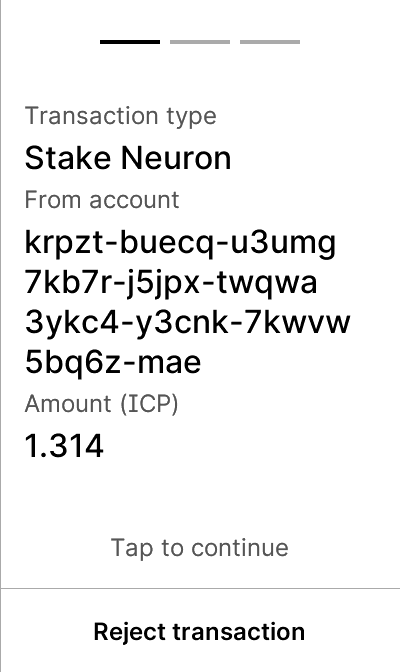 Transaction type
Stake Neuron
From account
krpzt-buecq-u3umg
7kb7r-j5jpx-twqwa
3ykc4-y3cnk-7kwvw
5bq6z-mae
Amount (ICP)
1.314
Tap to continue
Reject transaction